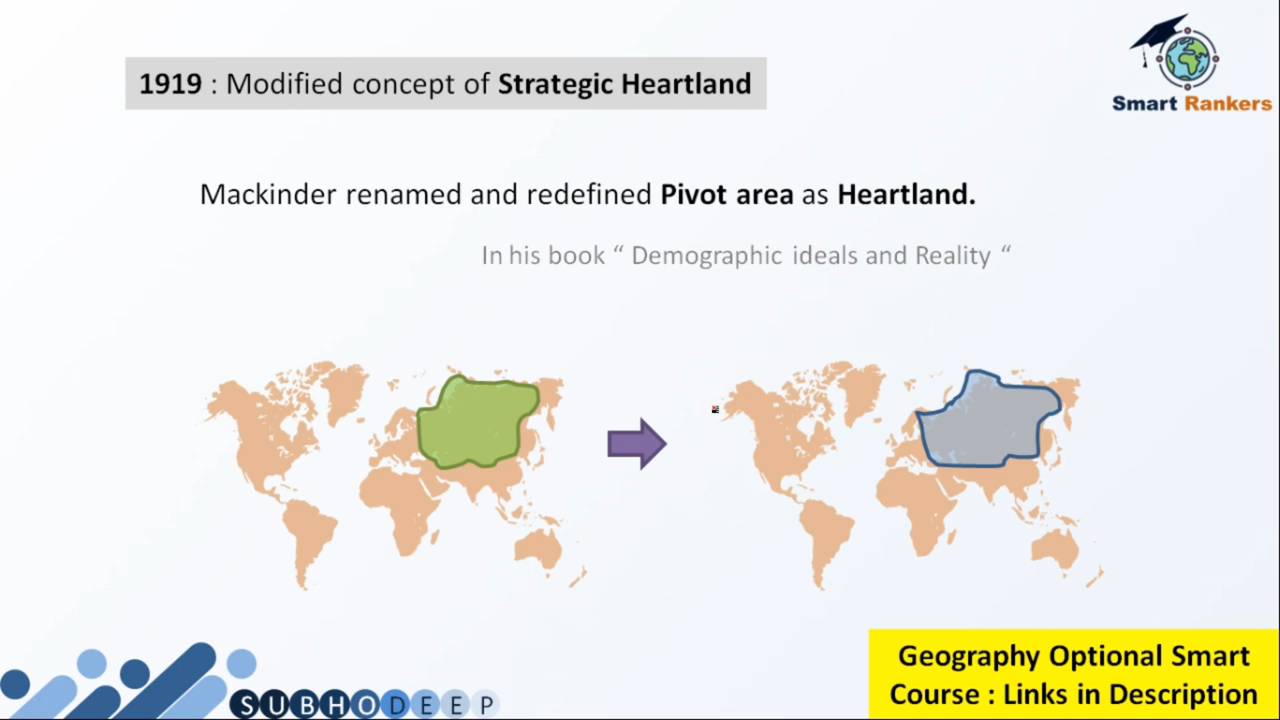 1919 : Modified concept of Strategic Heartland
Smart Rankers
Mackinder renamed and redefined Pivot area as Heartland.
In his book “ Demographic ideals and Reality “
Geography Optional Smart
Course : Links in Description
SUBHODEEP